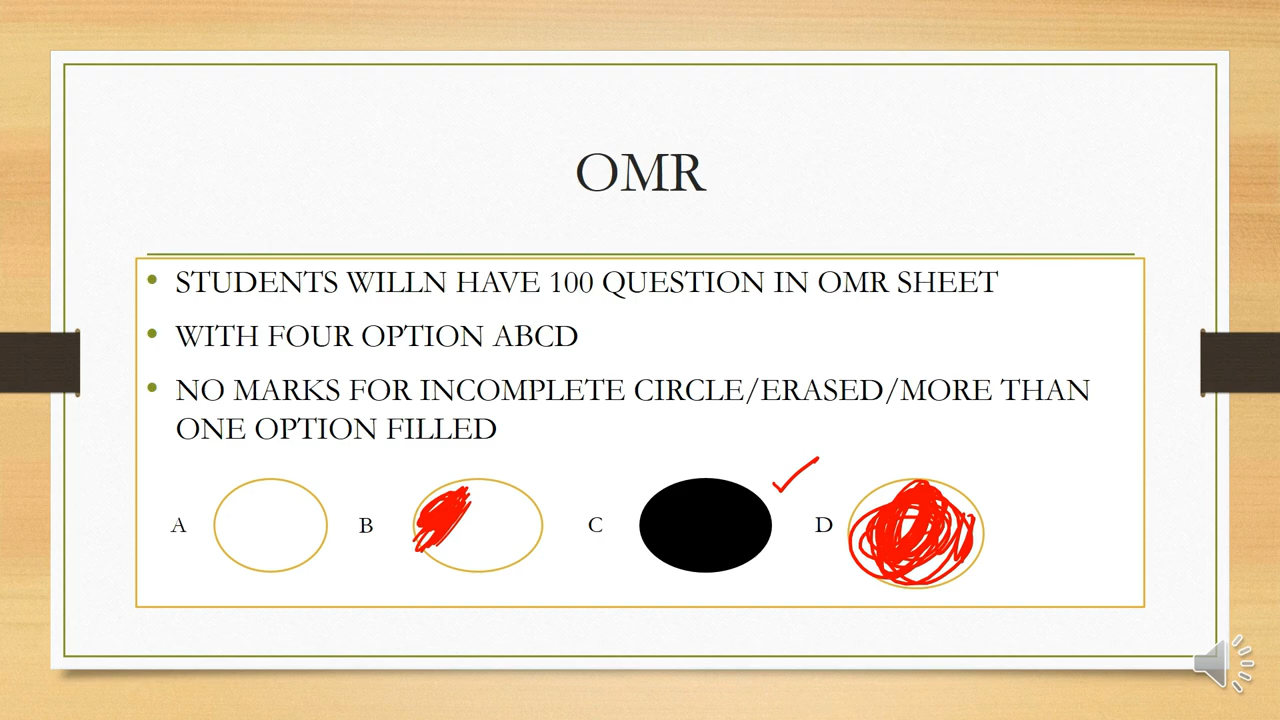 OMR
STUDENTS WILLN HAVE 100 QUESTION IN OMR SHEET
WITH FOUR OPTION ABCD
NO MARKS FOR INCOMPLETE CIRCLE/ERASED/MORE THAN
ONE OPTION FILLED
A B C D